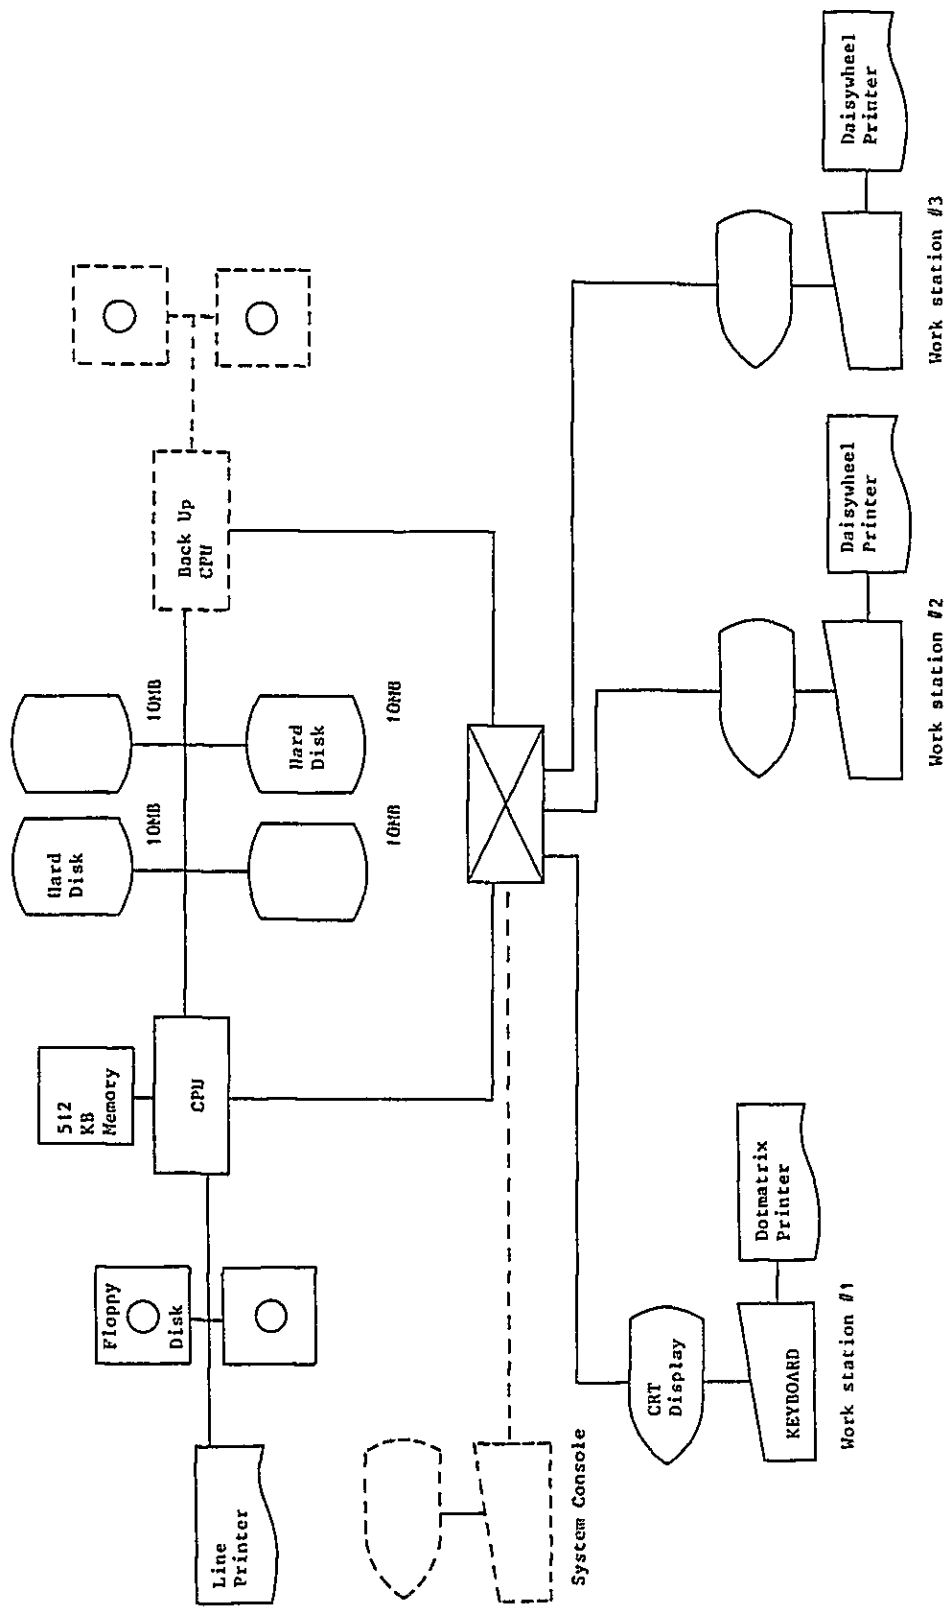 Line
Printer
Floppy
Disk
512
KB
Memory
CPU
Hard
Disk
10MB
10MB
Hard
Disk
10MB
10MB
Back Up
CPU
System Console
CRT
Display
KEYBOARD
Dotmatrix
Printer
Work station #1
Daisywheel
Printer
Work station #2
Daisywheel
Printer
Work station #3